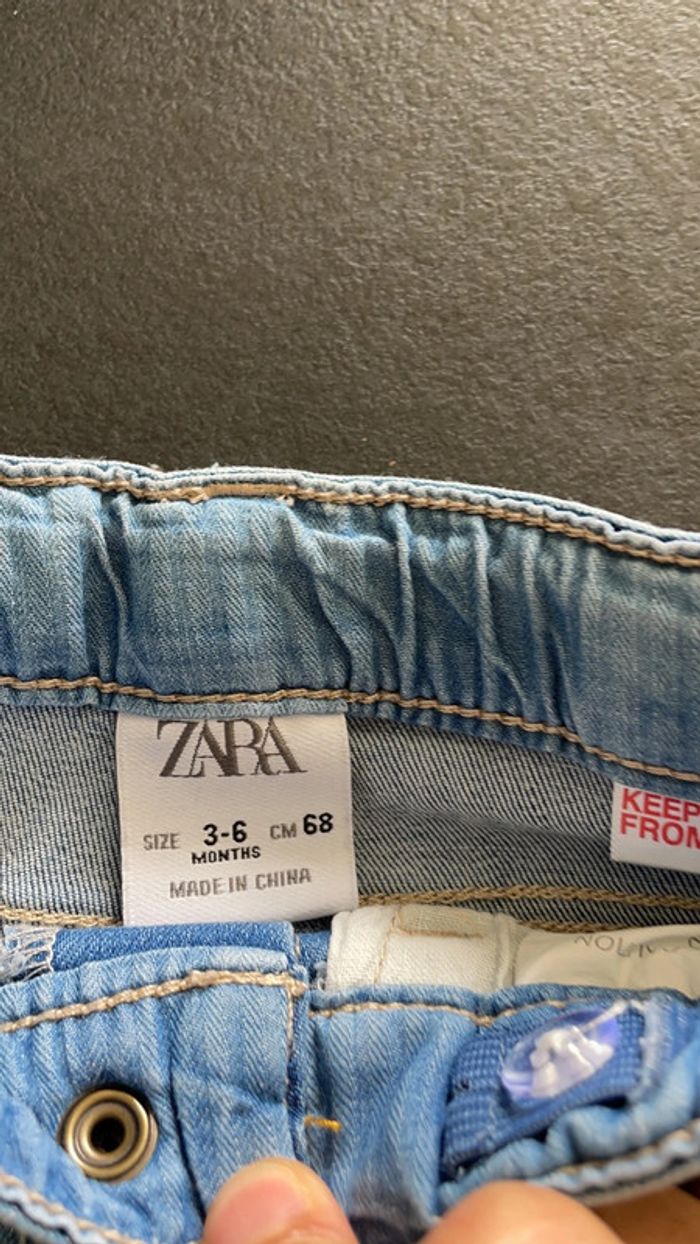 ZARA
SIZE 3-6 CM 68
MONTHS
MADE IN CHINA
KEEP
FROM